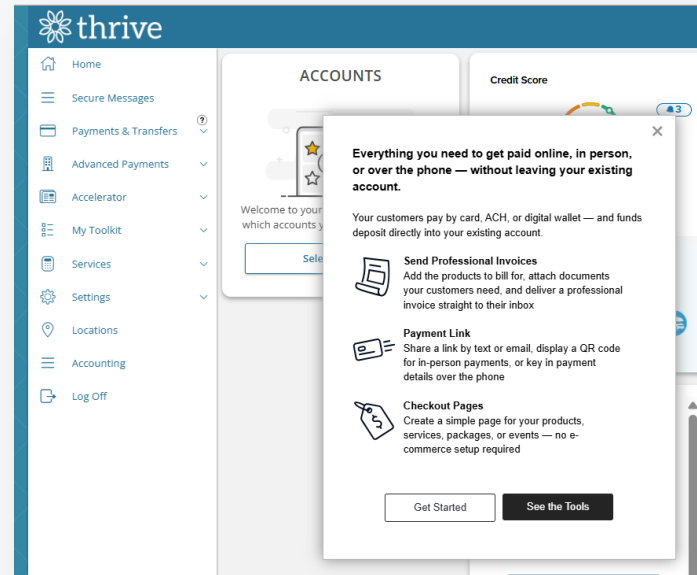 thrive
Home
Secure Messages
Payments & Transfers
?
Advanced Payments
Accelerator
My Toolkit
Services
Settings
Locations
Accounting
Log Off
ACCOUNTS
Welcome to your
which accounts y
Sele
Credit Score
3
Everything you need to get paid online, in person,
or over the phone — without leaving your existing
account.
Your customers pay by card, ACH, or digital wallet — and funds
deposit directly into your existing account.
Send Professional Invoices
Add the products to bill for, attach documents
your customers need, and deliver a professional
invoice straight to their inbox
Payment Link
Share a link by text or email, display a QR code
for in-person payments, or key in payment
details over the phone
Checkout Pages
Create a simple page for your products,
services, packages, or events — no e-
commerce setup required
Get Started
See the Tools